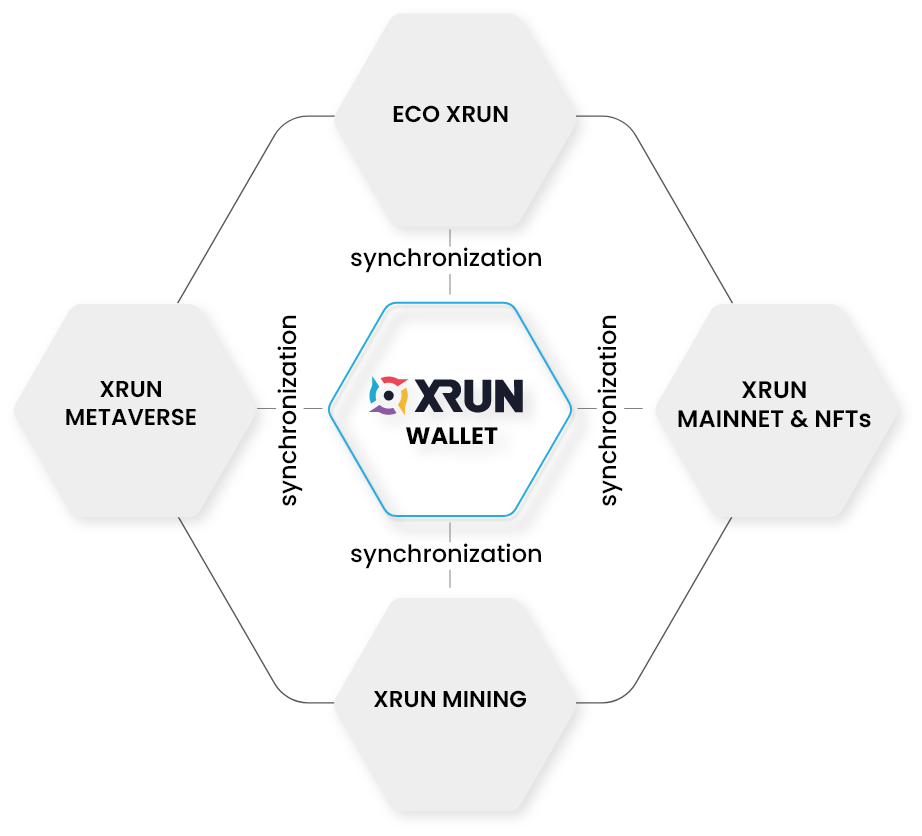 ECO XRUN
synchronization
XRUN
METAVERSE
synchronization
XRUN
WALLET
synchronization
XRUN
MAINNET & NFTs
synchronization
XRUN MINING